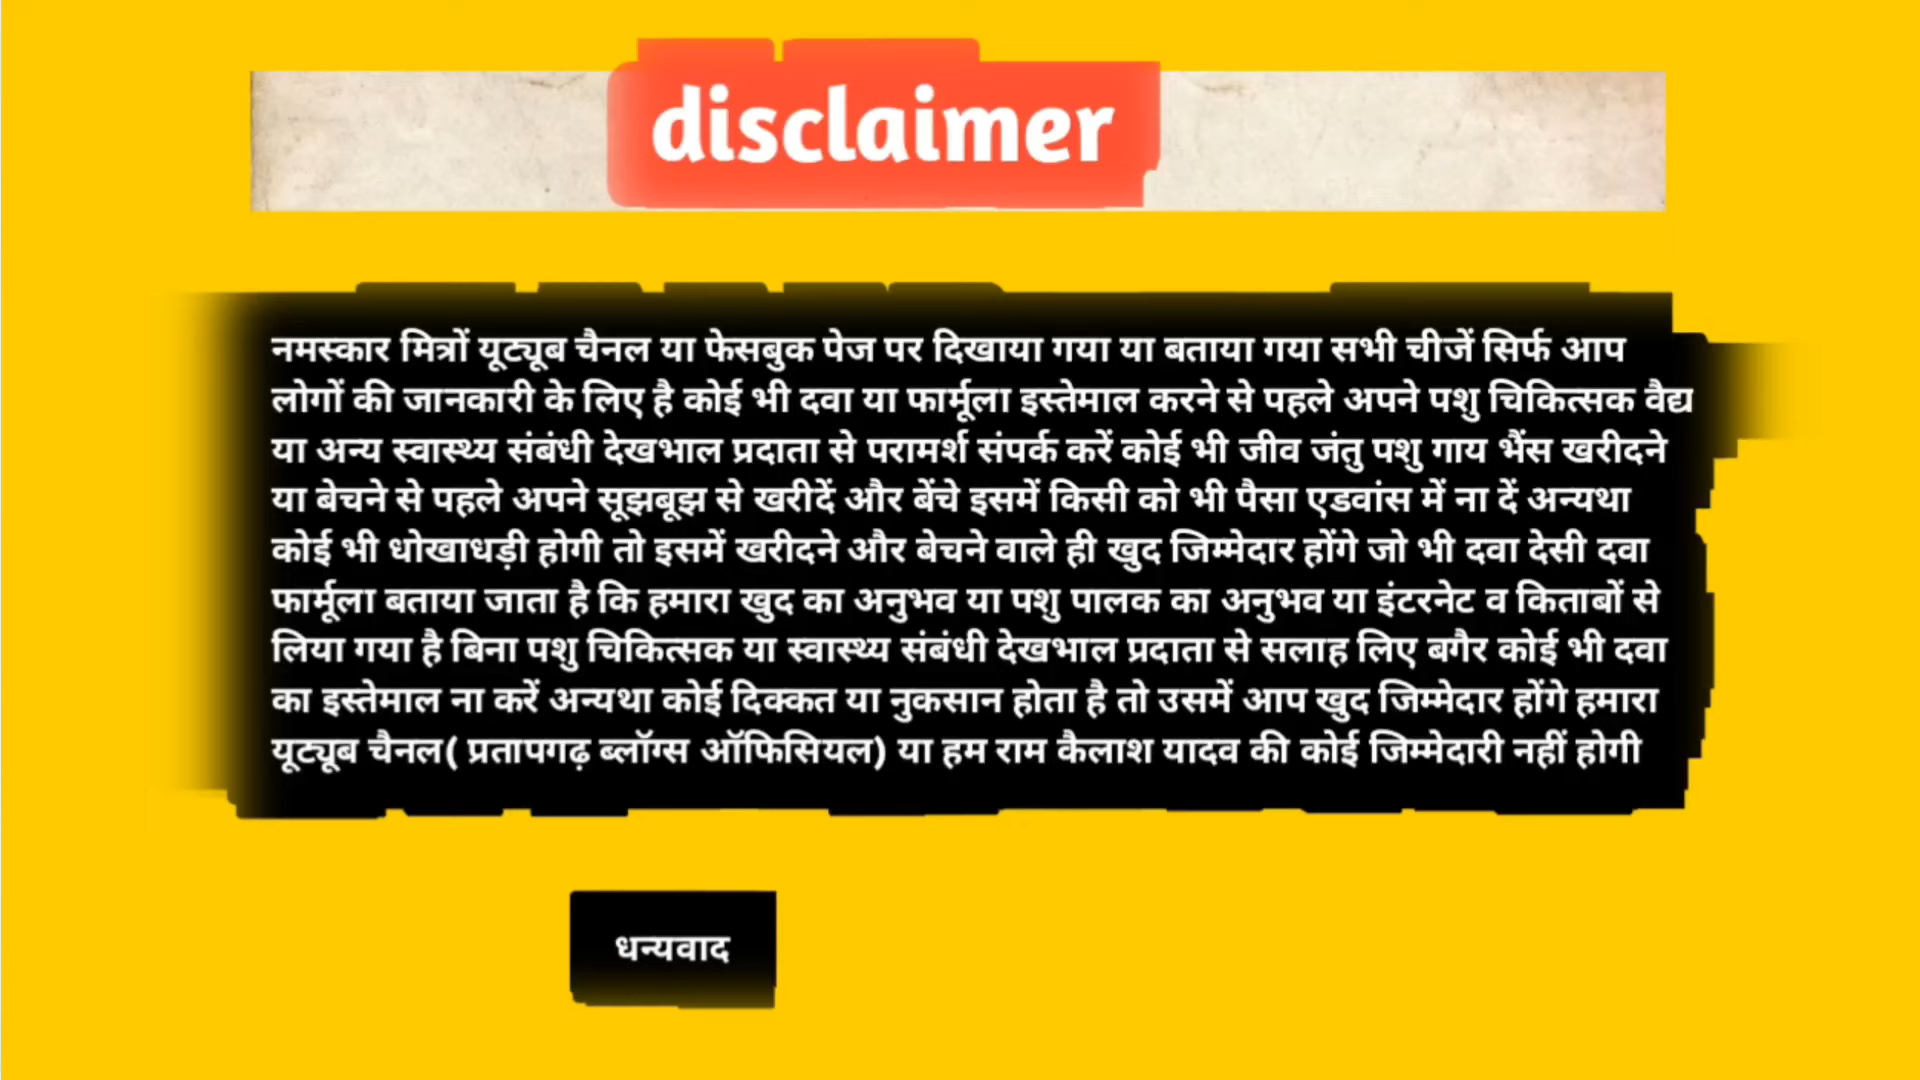 disclaimer
नमस्कार मित्रों यूट्यूब चैनल या फेसबुक पेज पर दिखाया गया या बताया गया सभी चीजें सिर्फ आप
लोगों की जानकारी के लिए है कोई भी दवा या फार्मूला इस्तेमाल करने से पहले अपने पशु चिकित्सक वैद्य
या अन्य स्वास्थ्य संबंधी देखभाल प्रदाता से परामर्श संपर्क करें कोई भी जीव जंतु पशु गाय भैंस खरीदने
या बेचने से पहले अपने सूझबूझ से खरीदें और बेंचे इसमें किसी को भी पैसा एडवांस में ना दें अन्यथा
कोई भी धोखाधड़ी होगी तो इसमें खरीदने और बेचने वाले ही खुद जिम्मेदार होंगे जो भी दवा देसी दवा
फार्मूला बताया जाता है कि हमारा खुद का अनुभव या पशु पालक का अनुभव या इंटरनेट व किताबों से
लिया गया है बिना पशु चिकित्सक या स्वास्थ्य संबंधी देखभाल प्रदाता से सलाह लिए बगैर कोई भी दवा
का इस्तेमाल ना करें अन्यथा कोई दिक्कत या नुकसान होता है तो उसमें आप खुद जिम्मेदार होंगे हमारा
यूट्यूब चैनल( प्रतापगढ़ ब्लॉग्स ऑफिसियल) या हम राम कैलाश यादव की कोई जिम्मेदारी नहीं होगी
धन्यवाद